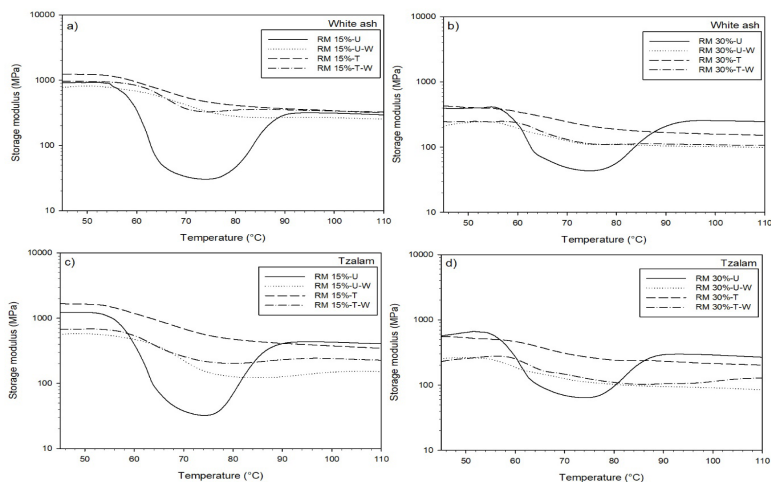 a)
White ash
RM 15%-U
RM 15%-U-W
RM 15%-T
RM 15%-T-W
Storage modulus (MPa)
10000
1000
100
10
50 60 70 80 90 100 110
Temperature (°C)
b)
White ash
RM 30%-U
RM 30%-U-W
RM 30%-T
RM 30%-T-W
Storage modulus (MPa)
10000
1000
100
10
50 60 70 80 90 100 110
Temperature (°C)
c)
Tzalam
RM 15%-U
RM 15%-U-W
RM 15%-T
RM 15%-T-W
Storage modulus (MPa)
10000
1000
100
10
50 60 70 80 90 100 110
Temperature (°C)
d)
Tzalam
RM 30%-U
RM 30%-U-W
RM 30%-T
RM 30%-T-W
Storage modulus (MPa)
10000
1000
100
10
50 60 70 80 90 100 110
Temperature (°C)